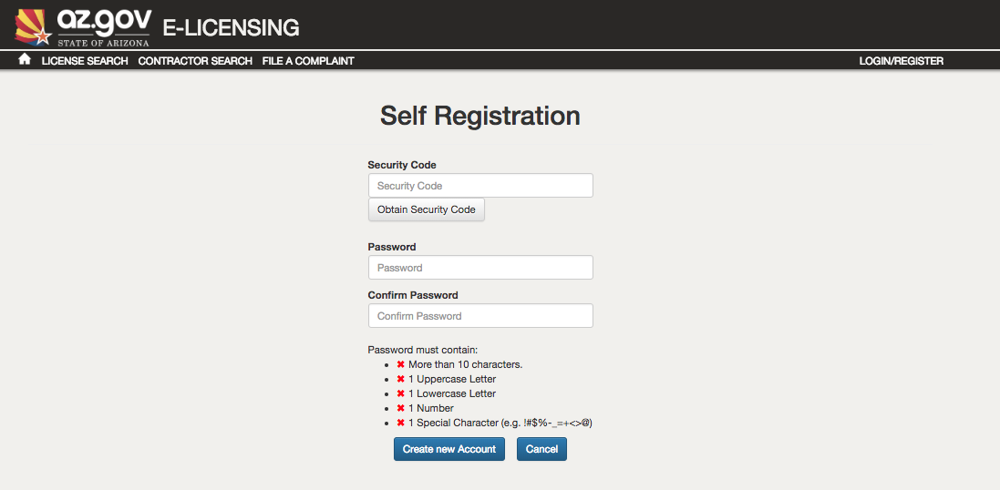 az.gov
STATE OF ARIZONA
E-LICENSING
LICENSE SEARCH CONTRACTOR SEARCH FILE A COMPLAINT LOGIN/REGISTER
Self Registration
Security Code
Security Code
Obtain Security Code
Password
Password
Confirm Password
Confirm Password
Password must contain:
• ✖ More than 10 characters.
• ✖ 1 Uppercase Letter
• ✖ 1 Lowercase Letter
• ✖ 1 Number
• ✖ 1 Special Character (e.g. !#$%-_=+<>@)
Create new Account Cancel